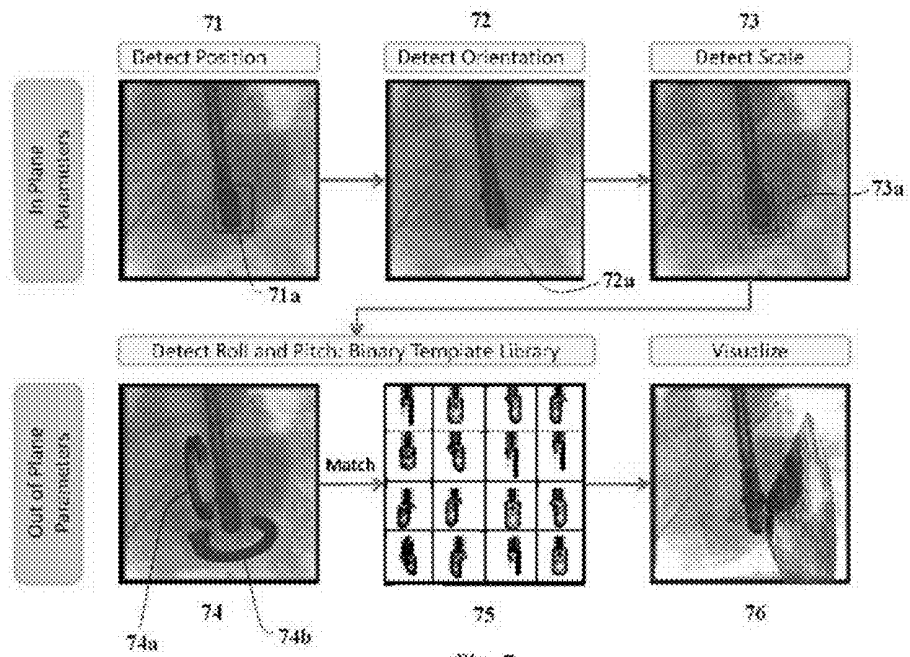 71
72
73
Detect Position
Detect Orientation
Detect Scale
In Plane
Parameters
71a
72a
73a
Detect Roll and Pitch: Binary Template Library
Visualize
Out of Plane
Parameters
Match
74
75
76
74a
74b